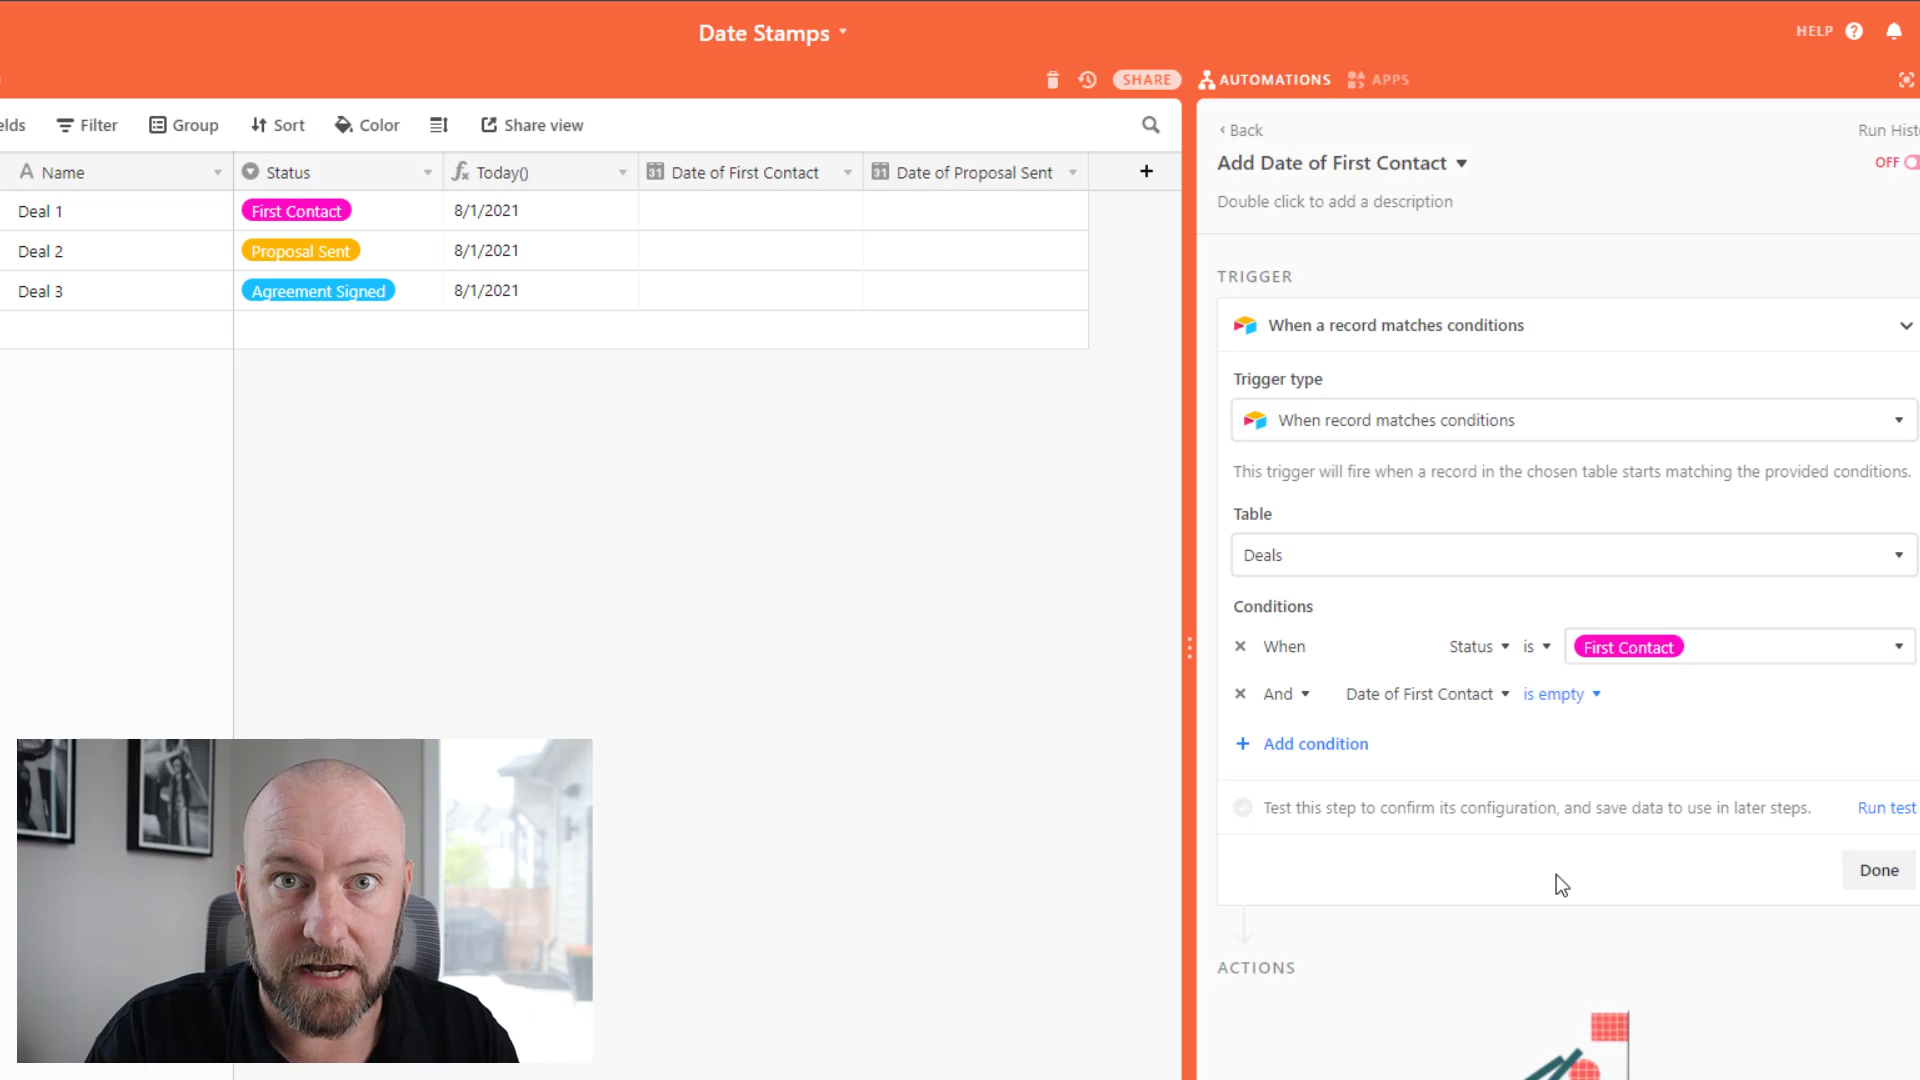 Date Stamps
HELP
SHARE
AUTOMATIONS
APPS
Filter
Group
Sort
Color
Share view
Name
Status
Today()
Date of First Contact
Date of Proposal Sent
Deal 1
First Contact
8/1/2021
Deal 2
Proposal Sent
8/1/2021
Deal 3
Agreement Signed
8/1/2021
Back
Run
Add Date of First Contact
OFF
Double click to add a description
TRIGGER
When a record matches conditions
Trigger type
When record matches conditions
This trigger will fire when a record in the chosen table starts matching the provided conditions.
Table
Deals
Conditions
When Status is First Contact
And Date of First Contact is empty
+ Add condition
Test this step to confirm its configuration, and save data to use in later steps.
Run test
Done
ACTIONS